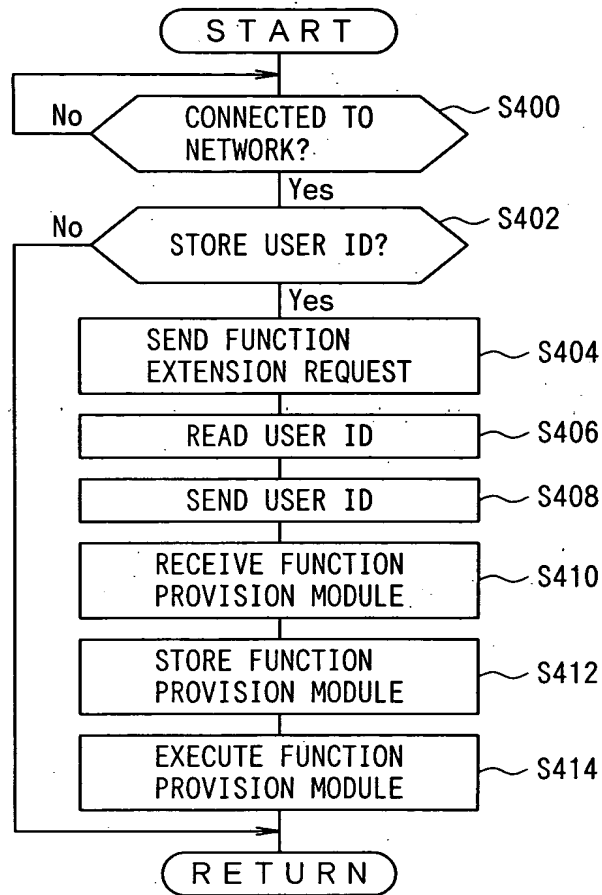 START
No
CONNECTED TO
NETWORK?
S400
Yes
No
STORE USER ID?
S402
Yes
SEND FUNCTION
EXTENSION REQUEST
S404
READ USER ID
S406
SEND USER ID
S408
RECEIVE FUNCTION
PROVISION MODULE
S410
STORE FUNCTION
PROVISION MODULE
S412
EXECUTE FUNCTION
PROVISION MODULE
S414
RETURN